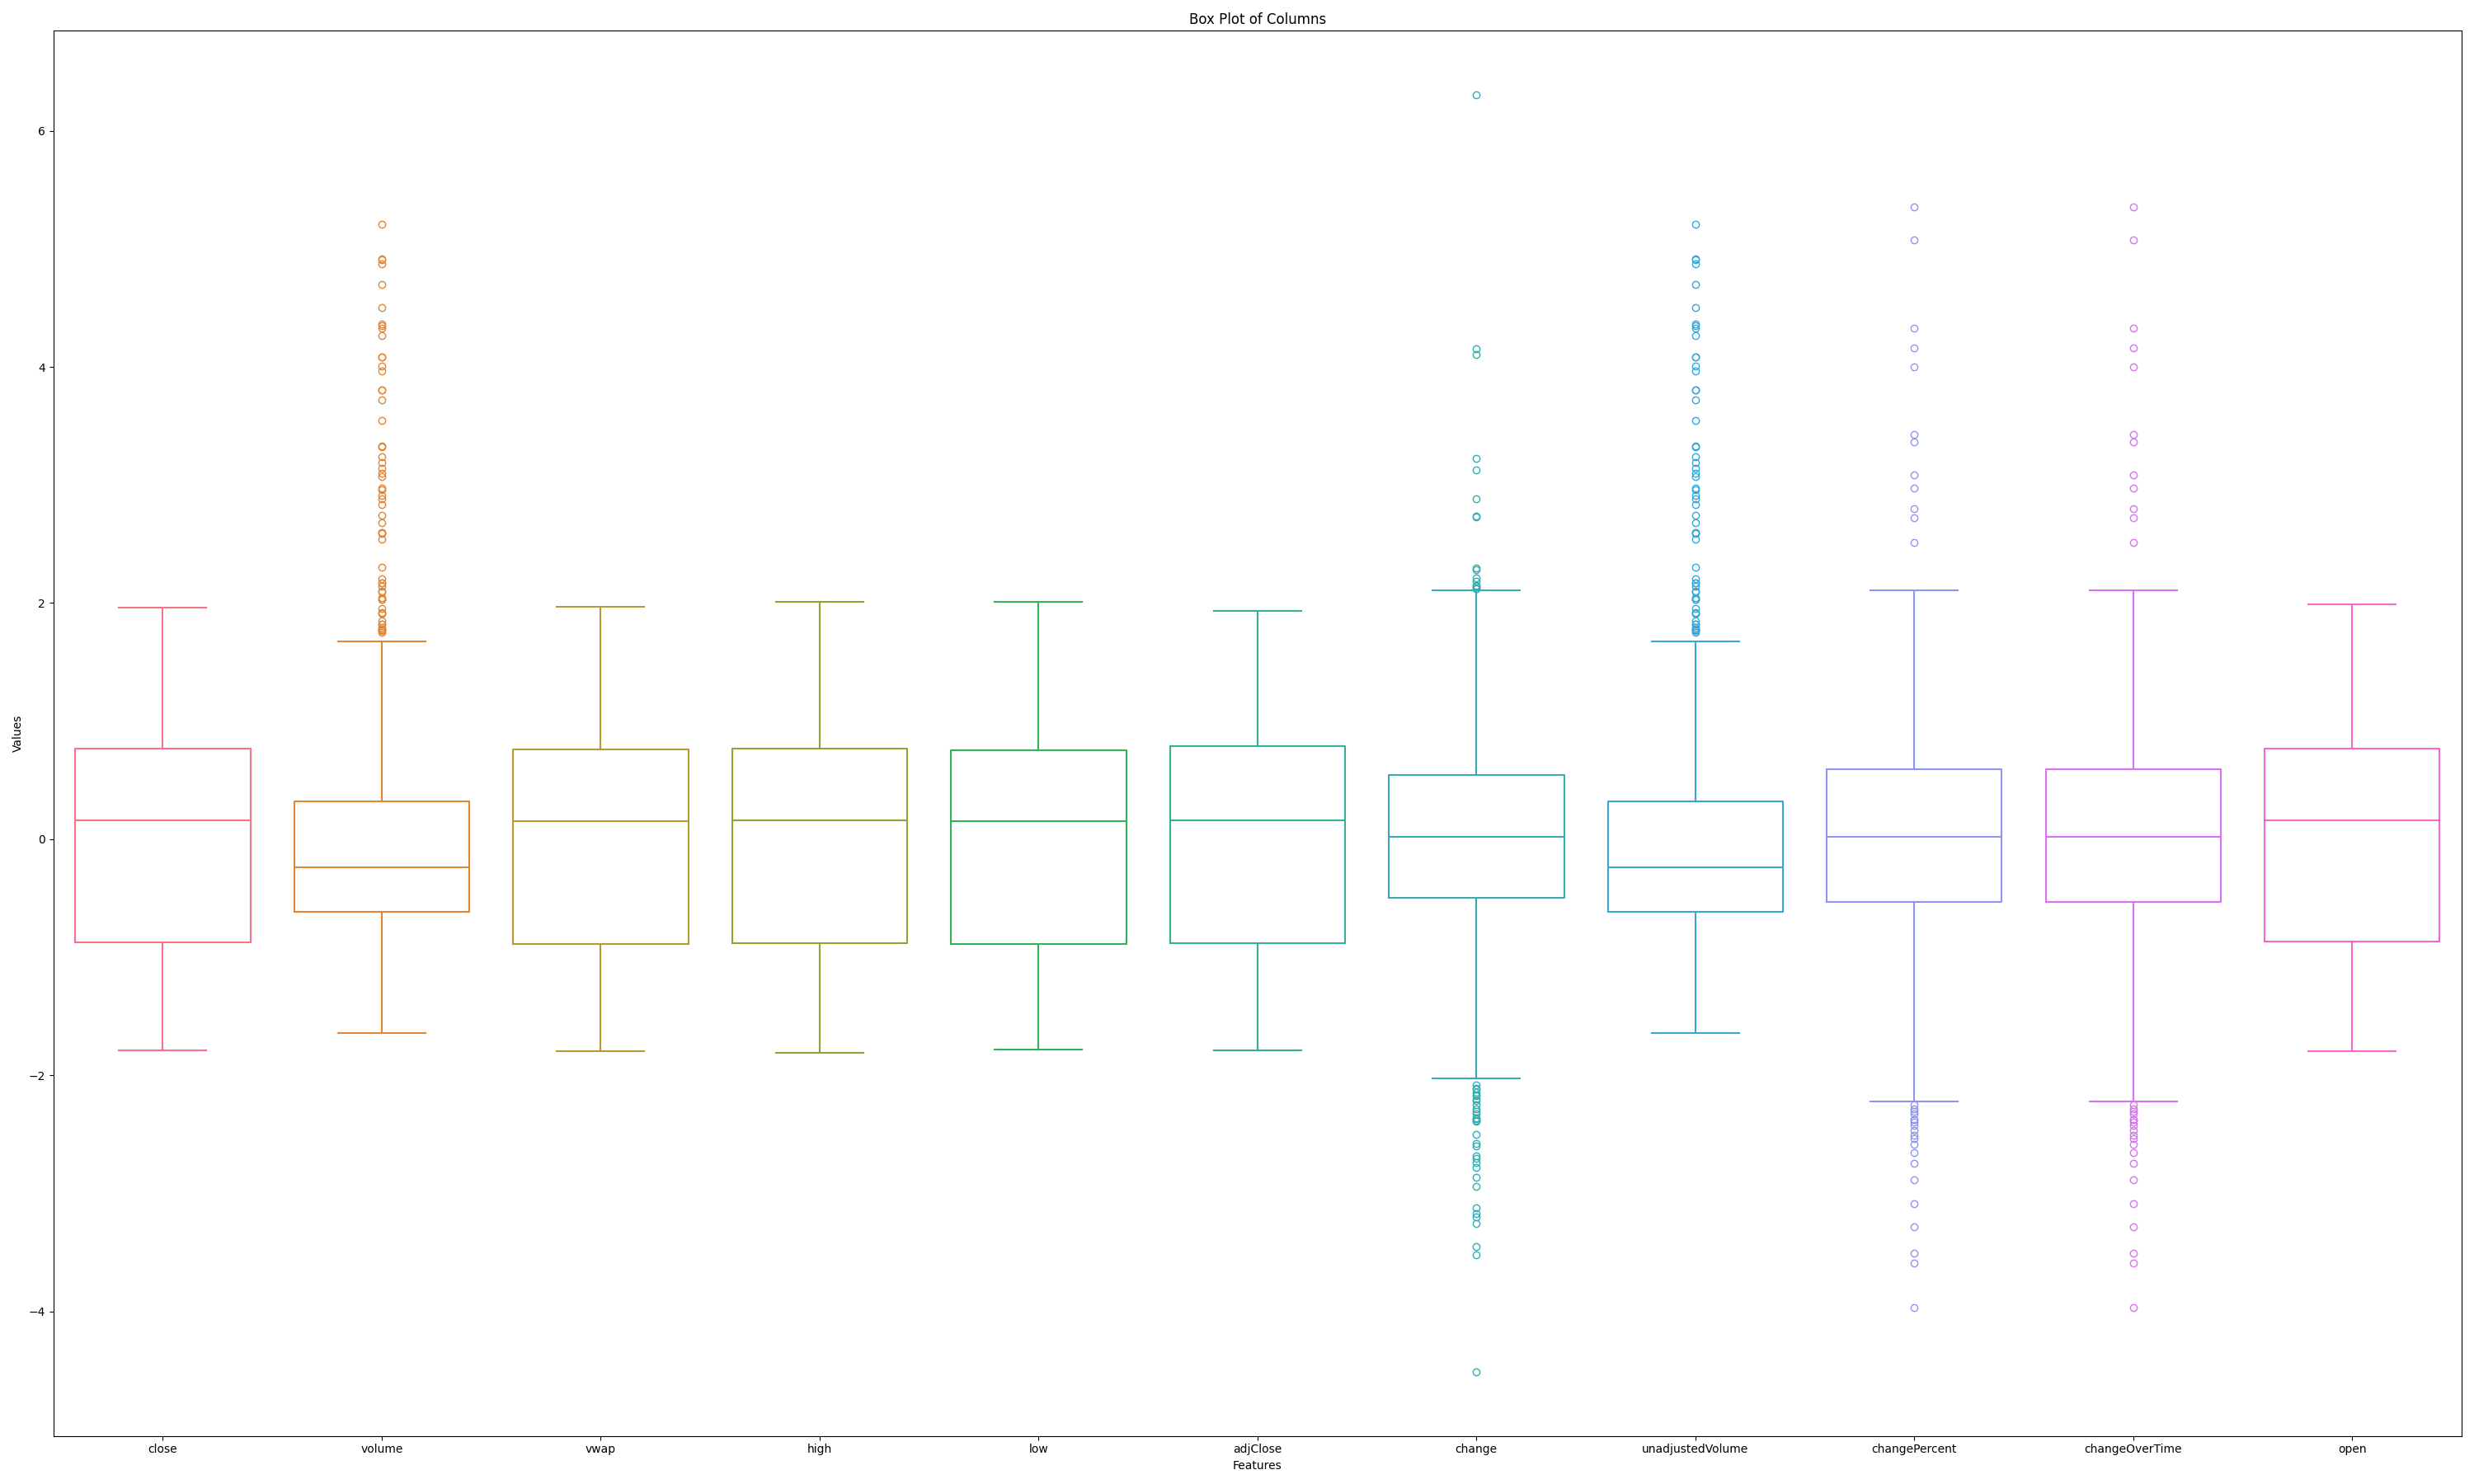 Box Plot of Columns
Values
6
4
2
0
−2
−4
close volume vwap high low adjClose change unadjustedVolume changePercent changeOverTime open
Features